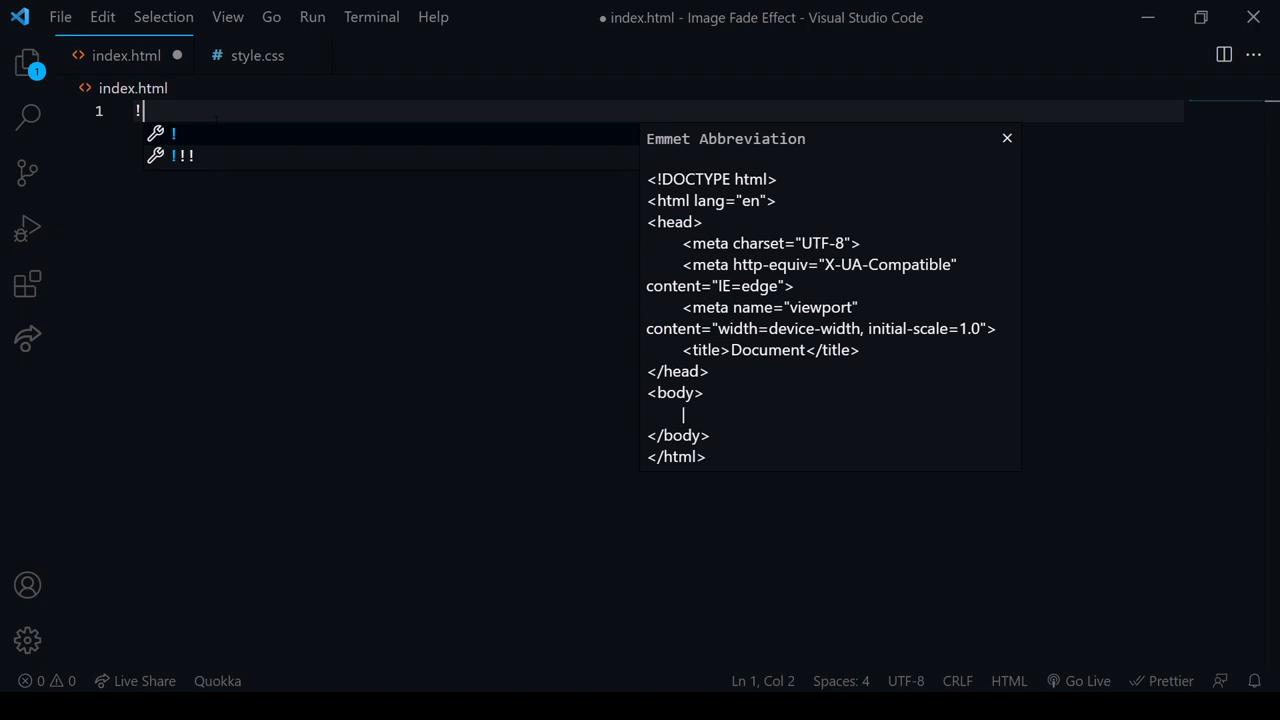 File Edit Selection View Go Run Terminal Help ● index.html - Image Fade Effect - Visual Studio Code
<> index.html ● # style.css
1
<> index.html
1 !
!
!!!
Emmet Abbreviation
<!DOCTYPE html>
<html lang="en">
<head>
<meta charset="UTF-8">
<meta http-equiv="X-UA-Compatible"
content="IE=edge">
<meta name="viewport"
content="width=device-width, initial-scale=1.0">
<title>Document</title>
</head>
<body>
|
</body>
</html>
0 0 Live Share Quokka Ln 1, Col 2 Spaces: 4 UTF-8 CRLF HTML Go Live Prettier